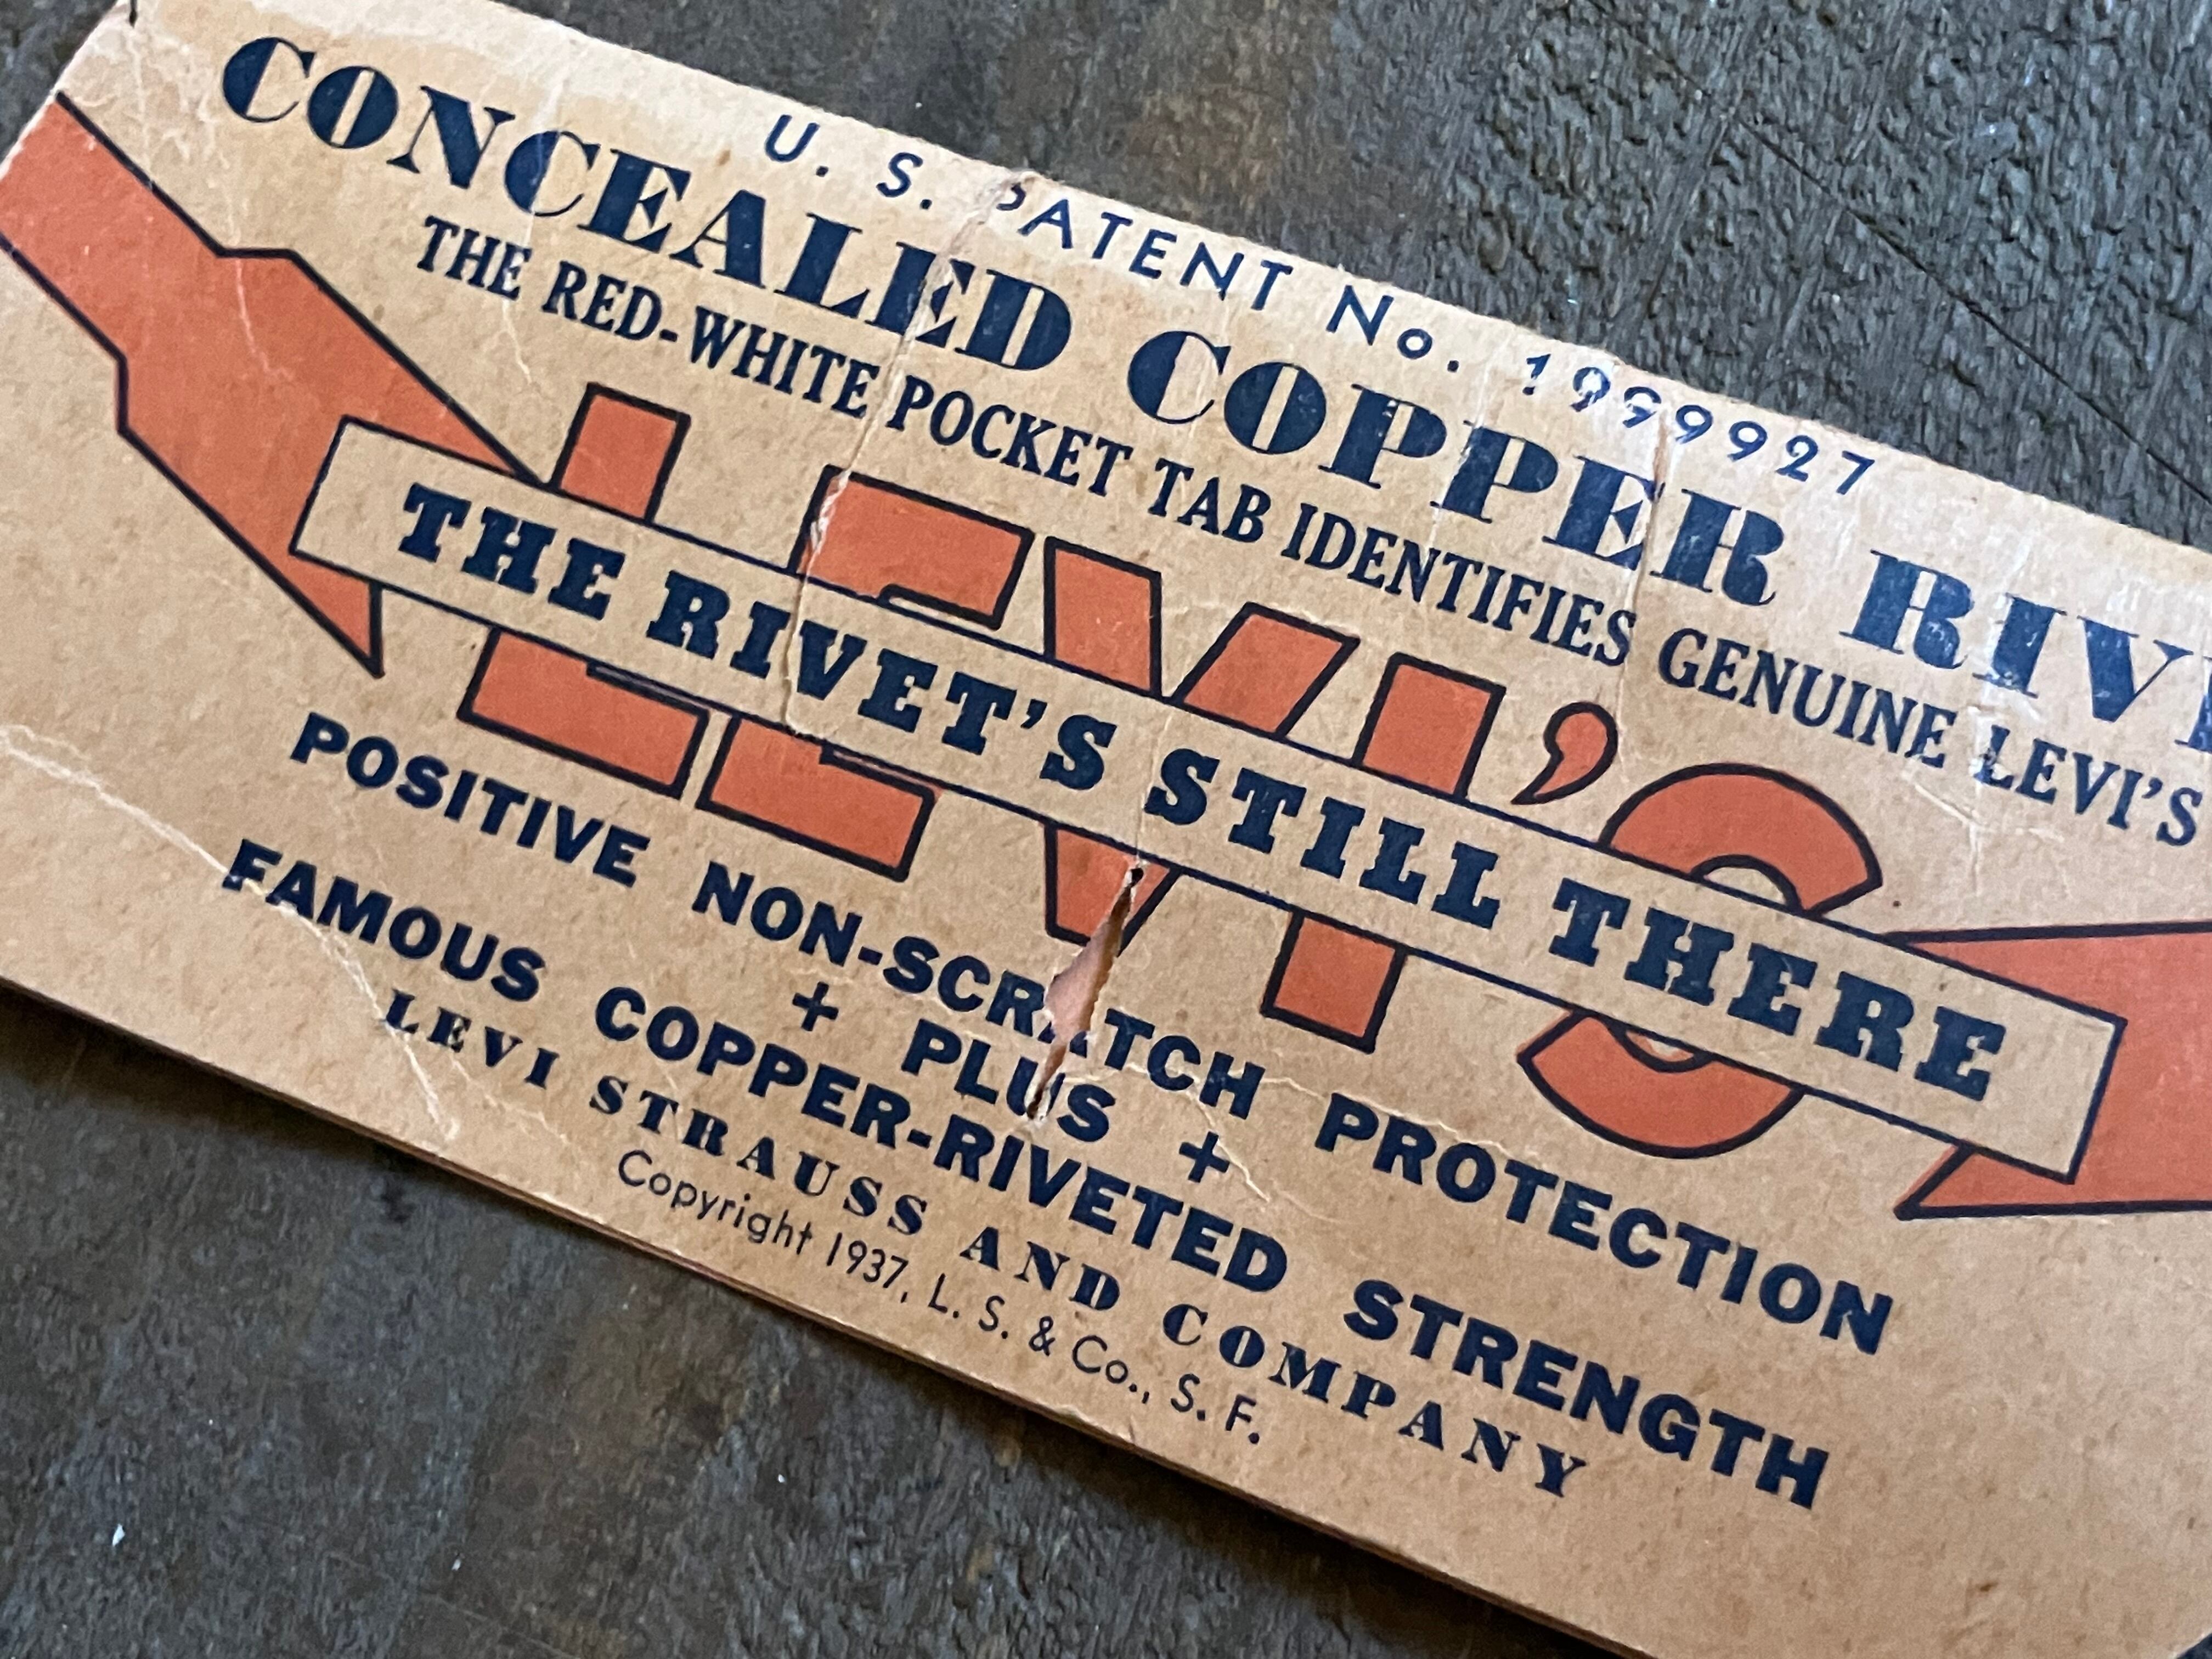 U. S. PATENT No. 1999927
CONCEALED COPPER RIV
THE RED-WHITE POCKET TAB IDENTIFIES GENUINE LEVI'S
LEVI'S
THE RIVET'S STILL THERE
POSITIVE NON-SCRATCH PROTECTION
+ PLUS +
FAMOUS COPPER-RIVETED STRENGTH
LEVI STRAUSS AND COMPANY
Copyright 1937, L. S. & Co., S. F.